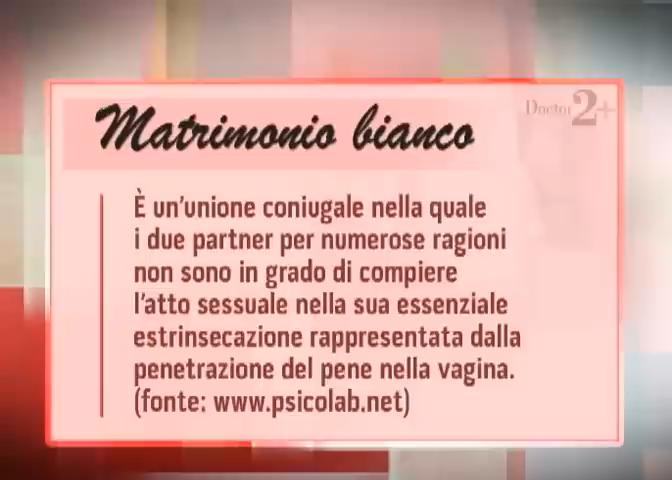 Matrimonio bianco
Doctor 2+
È un'unione coniugale nella quale
i due partner per numerose ragioni
non sono in grado di compiere
l'atto sessuale nella sua essenziale
estrinsecazione rappresentata dalla
penetrazione del pene nella vagina.
(fonte: www.psicolab.net)